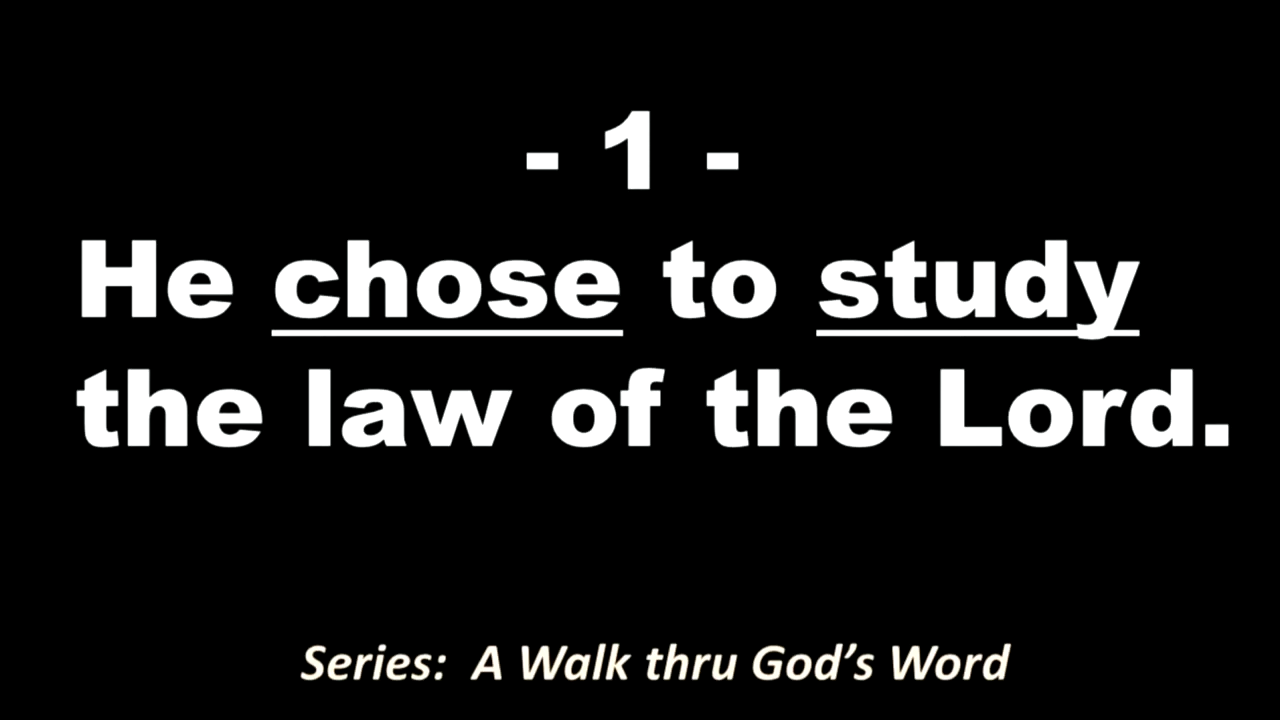 - 1 -
He chose to study
the law of the Lord.
Series: A Walk thru God’s Word